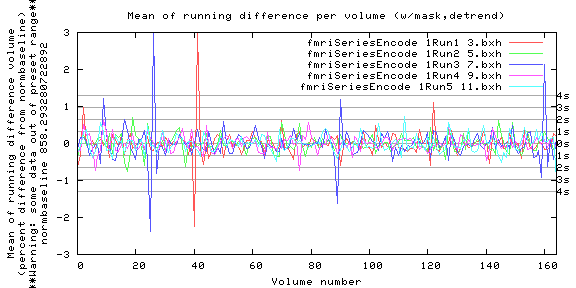 Mean of running difference per volume (w/mask,detrend)
fmriSeriesEncode 1Run1 3.bxh
fmriSeriesEncode 1Run2 5.bxh
fmriSeriesEncode 1Run3 7.bxh
fmriSeriesEncode 1Run4 9.bxh
fmriSeriesEncode 1Run5 11.bxh
Mean of running difference volume
(percent difference from normbaseline)
**Warning: some data out of preset range**
normbaseline 858.293280722892
3
2
1
0
-1
-2
-3
4s
3s
2s
1s
0s
1s
2s
3s
4s
0 20 40 60 80 100 120 140 160
Volume number